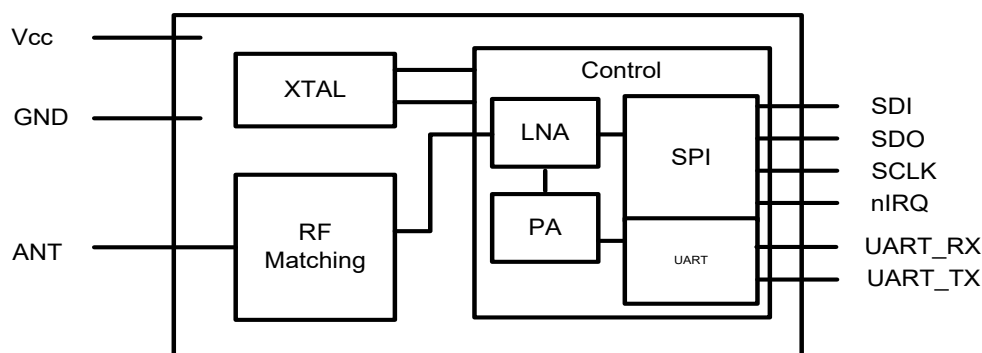 Vcc
GND
ANT
XTAL
RF
Matching
Control
LNA
PA
SPI
UART
SDI
SDO
SCLK
nIRQ
UART_RX
UART_TX